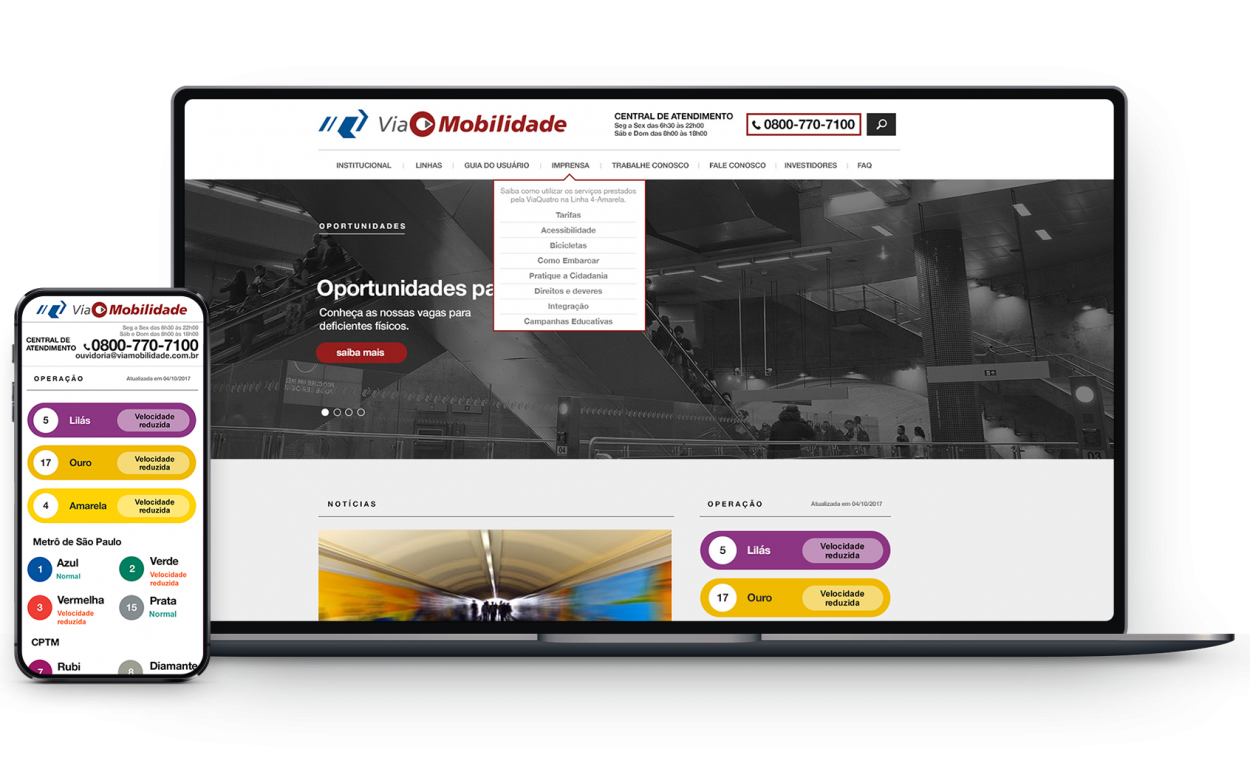 Via Mobilidade
CENTRAL DE ATENDIMENTO
Seg a Sex das 6h30 às 22h00
Sáb e Dom das 8h00 às 18h00
0800-770-7100
INSTITUCIONAL
LINHAS
GUIA DO USUÁRIO
IMPRENSA
TRABALHE CONOSCO
FALE CONOSCO
INVESTIDORES
FAQ
Saiba como utilizar os serviços prestados
pela ViaQuatro na Linha 4-Amarela.
Tarifas
Acessibilidade
Bicicletas
Como Embarcar
Pratique a Cidadania
Direitos e deveres
Integração
Campanhas Educativas
OPORTUNIDADES
Oportunidades pa
Conheça as nossas vagas para
deficientes físicos.
saiba mais
04
03
NOTÍCIAS
OPERAÇÃO
Atualizada em 04/10/2017
5 Lilás Velocidade
reduzida
17 Ouro Velocidade
reduzida
Via Mobilidade
Seg a Sex das 6h30 às 22h00
Sáb e Dom das 8h00 às 18h00
CENTRAL DE
ATENDIMENTO
0800-770-7100
ouvidoria@viamobilidade.com.br
OPERAÇÃO
Atualizada em 04/10/2017
5 Lilás Velocidade
reduzida
17 Ouro Velocidade
reduzida
4 Amarela Velocidade
reduzida
Metrô de São Paulo
1 Azul
Normal
2 Verde
Velocidade
reduzida
3 Vermelha
Velocidade
reduzida
15 Prata
Normal
CPTM
7 Rubi
8 Diamante